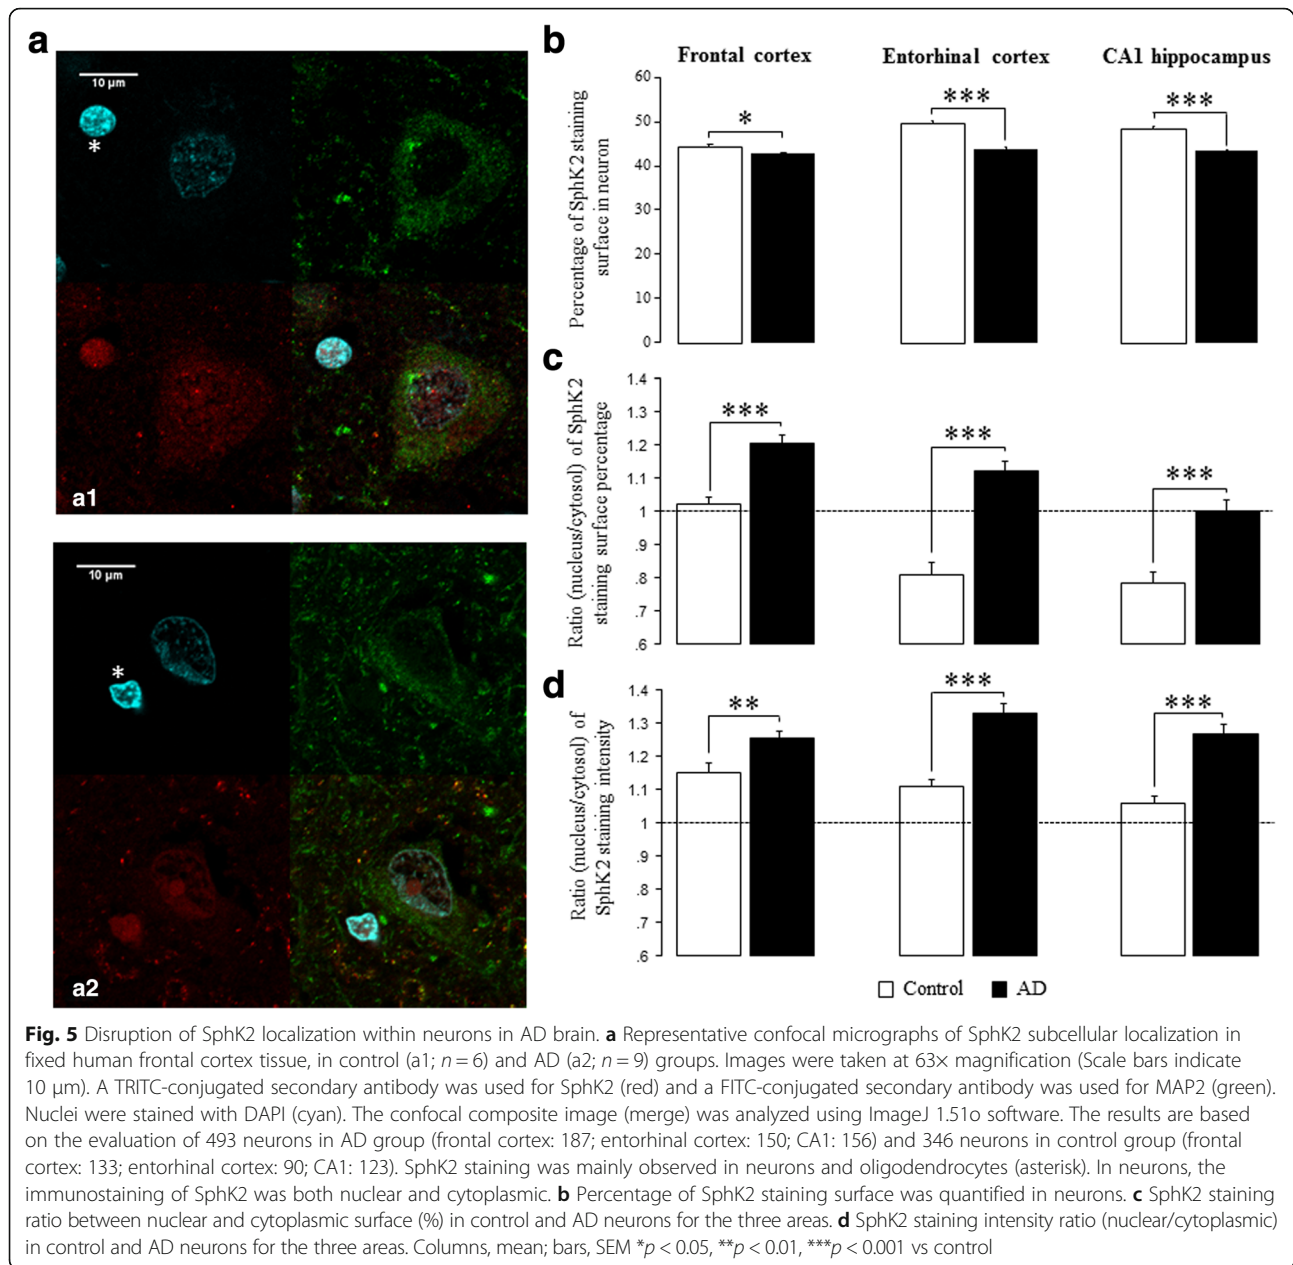 a
10 µm
*
a1
10 µm
*
a2
b
Frontal cortex
Entorhinal cortex
CA1 hippocampus
Percentage of SphK2 staining
surface in neuron
60
50
40
30
20
10
0
*
***
***
c
Ratio (nucleus/cytosol) of SphK2
staining surface percentage
1.4
1.3
1.2
1.1
1
.9
.8
.7
.6
***
***
***
d
Ratio (nucleus/cytosol) of
SphK2 staining intensity
1.4
1.3
1.2
1.1
1
.9
.8
.7
.6
**
***
***
Control
AD
Fig. 5 Disruption of SphK2 localization within neurons in AD brain. a Representative confocal micrographs of SphK2 subcellular localization in
fixed human frontal cortex tissue, in control (a1; n = 6) and AD (a2; n = 9) groups. Images were taken at 63× magnification (Scale bars indicate
10 µm). A TRITC-conjugated secondary antibody was used for SphK2 (red) and a FITC-conjugated secondary antibody was used for MAP2 (green).
Nuclei were stained with DAPI (cyan). The confocal composite image (merge) was analyzed using ImageJ 1.51o software. The results are based
on the evaluation of 493 neurons in AD group (frontal cortex: 187; entorhinal cortex: 150; CA1: 156) and 346 neurons in control group (frontal
cortex: 133; entorhinal cortex: 90; CA1: 123). SphK2 staining was mainly observed in neurons and oligodendrocytes (asterisk). In neurons, the
immunostaining of SphK2 was both nuclear and cytoplasmic. b Percentage of SphK2 staining surface was quantified in neurons. c SphK2 staining
ratio between nuclear and cytoplasmic surface (%) in control and AD neurons for the three areas. d SphK2 staining intensity ratio (nuclear/cytoplasmic)
in control and AD neurons for the three areas. Columns, mean; bars, SEM *p < 0.05, **p < 0.01, ***p < 0.001 vs control